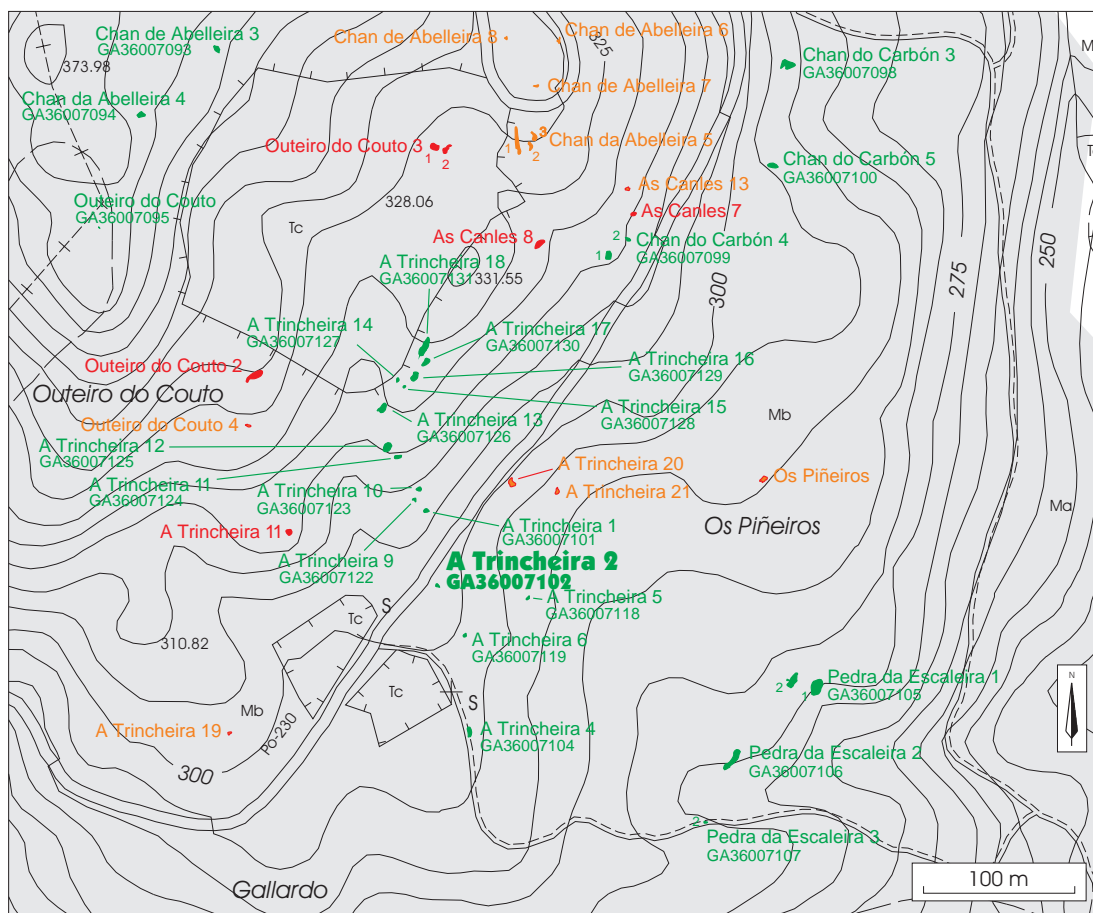 Chan de Abelleira 3
GA36007093
373.98
Chan de Abelleira 8
Chan de Abelleira 6
325
Chan do Carbón 3
GA36007098
Chan de Abelleira 7
Chan da Abelleira 4
GA36007094
Outeiro do Couto 3
1
2
1
2
3
Chan da Abelleira 5
Chan do Carbón 5
GA36007100
As Canles 13
Outeiro do Couto
GA36007095
328.06
Tc
As Canles 7
As Canles 8
2
1
Chan do Carbón 4
GA36007099
A Trincheira 18
GA36007131
331.55
300
275
250
A Trincheira 14
GA36007127
A Trincheira 17
GA36007130
A Trincheira 16
GA36007129
Outeiro do Couto 2
Outeiro do Couto
A Trincheira 15
GA36007128
Mb
Outeiro do Couto 4
A Trincheira 13
GA36007126
A Trincheira 12
GA36007125
A Trincheira 20
Os Piñeiros
A Trincheira 11
GA36007124
A Trincheira 10
GA36007123
A Trincheira 21
Ma
A Trincheira 11
A Trincheira 1
GA36007101
Os Piñeiros
A Trincheira 9
GA36007122
A Trincheira 2
GA36007102
A Trincheira 5
GA36007118
Tc
S
310.82
A Trincheira 6
GA36007119
Tc
S
2
1
Pedra da Escaleira 1
GA36007105
N
Mb
Po-230
A Trincheira 19
A Trincheira 4
GA36007104
300
Pedra da Escaleira 2
GA36007106
2
Pedra da Escaleira 3
GA36007107
Gallardo
100 m